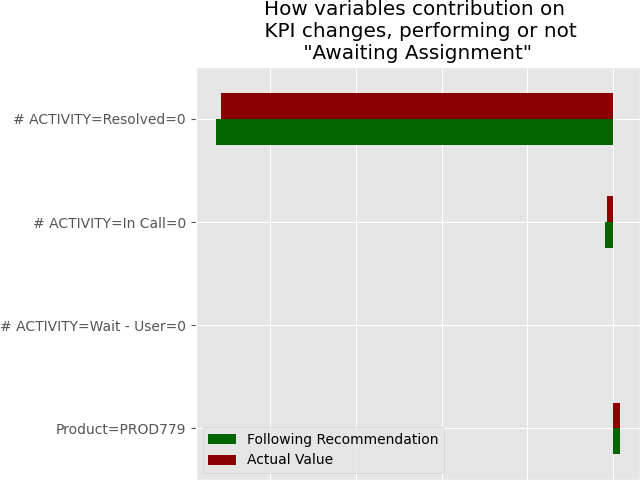 How variables contribution on
KPI changes, performing or not
"Awaiting Assignment"
# ACTIVITY=Resolved=0
# ACTIVITY=In Call=0
# ACTIVITY=Wait - User=0
Product=PROD779
Following Recommendation
Actual Value